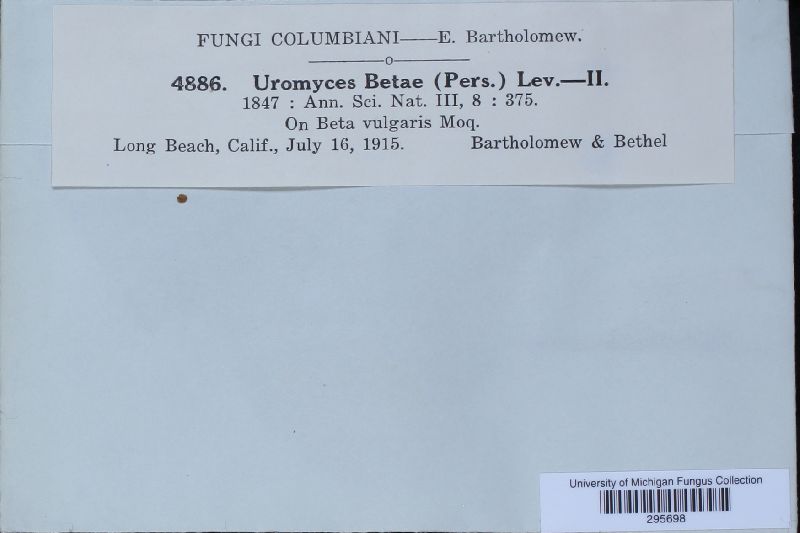 FUNGI COLUMBIANI——E. Bartholomew.
o
4886. Uromyces Betae (Pers.) Lev.—II.
1847 : Ann. Sci. Nat. III, 8 : 375.
On Beta vulgaris Moq.
Long Beach, Calif., July 16, 1915. Bartholomew & Bethel
University of Michigan Fungus Collection
295698